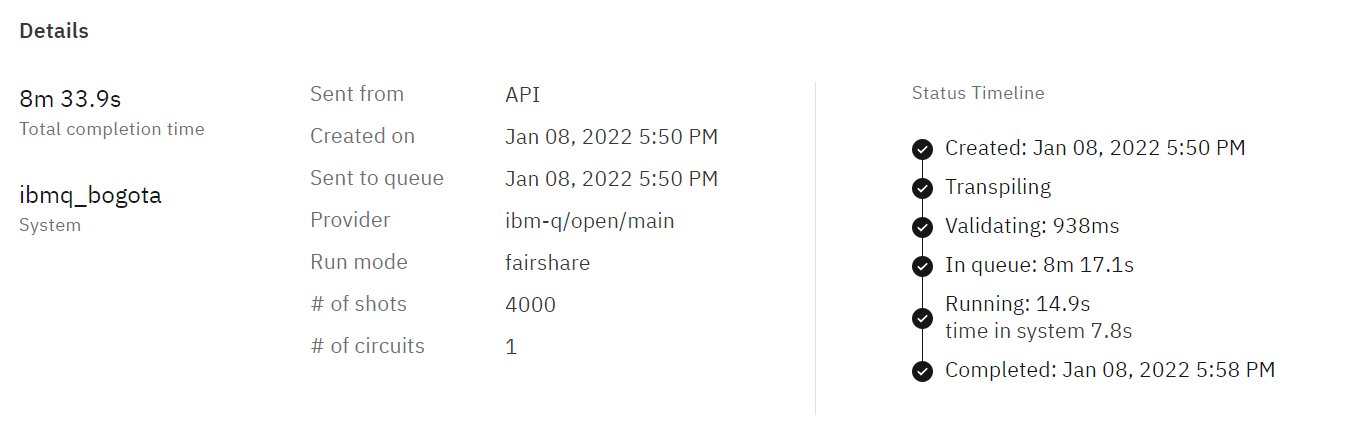 Details
8m 33.9s
Total completion time
ibmq_bogota
System
Sent from API
Created on Jan 08, 2022 5:50 PM
Sent to queue Jan 08, 2022 5:50 PM
Provider ibm-q/open/main
Run mode fairshare
# of shots 4000
# of circuits 1
Status Timeline
Created: Jan 08, 2022 5:50 PM
Transpiling
Validating: 938ms
In queue: 8m 17.1s
Running: 14.9s
time in system 7.8s
Completed: Jan 08, 2022 5:58 PM